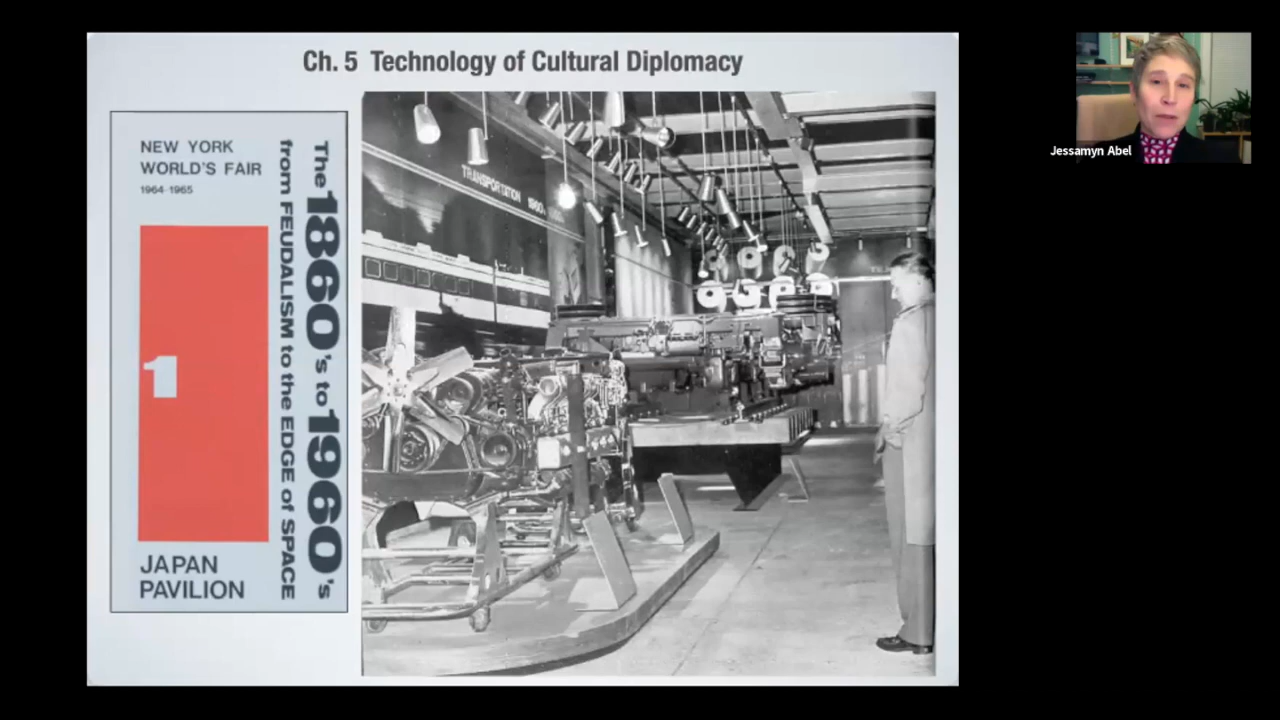 Ch. 5 Technology of Cultural Diplomacy
NEW YORK
WORLD'S FAIR
1964-1965
1
JAPAN
PAVILION
The 1860's to 1960's
from FEUDALISM to the EDGE of SPACE
TRANSPORTATION
Jessamyn Abel